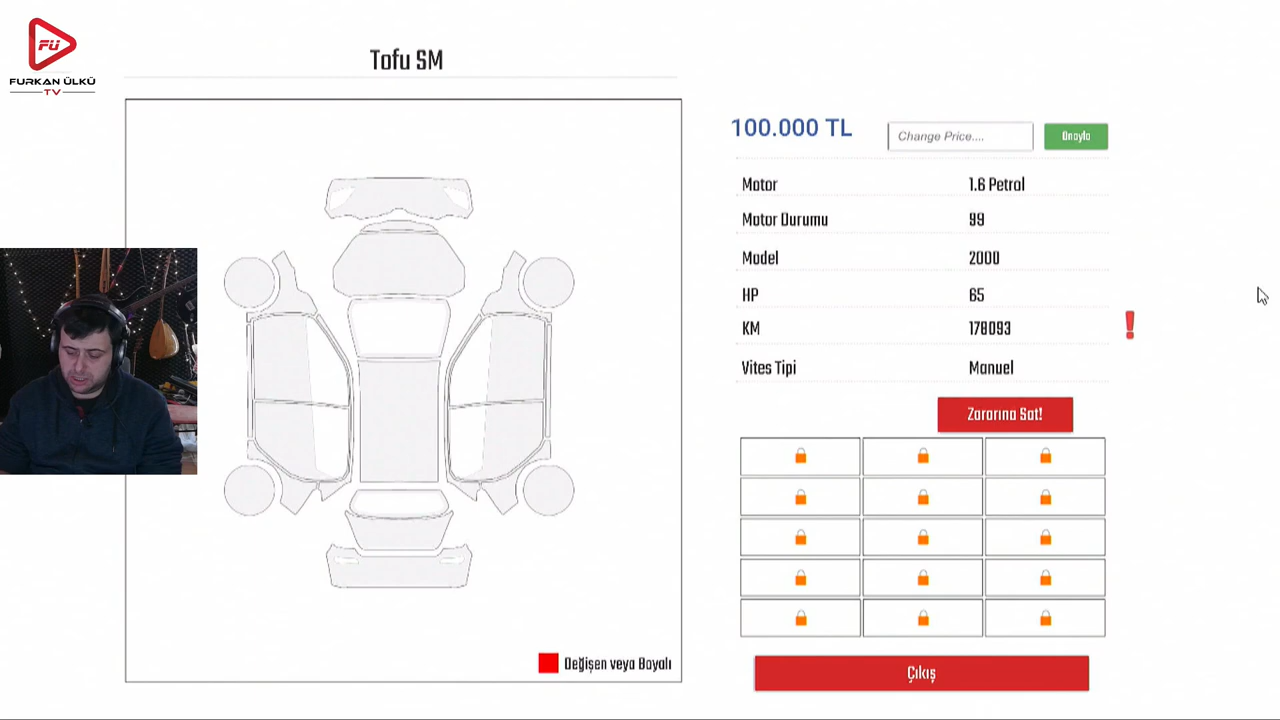 FU
FURKAN ÜLKÜ
TV
Tofu SM
100.000 TL
Change Price....
Onayla
Motor 1.6 Petrol
Motor Durumu 99
Model 2000
HP 65
KM 178093
Vites Tipi Manuel
Zararına Sat!
Değişen veya Boyalı
Çıkış